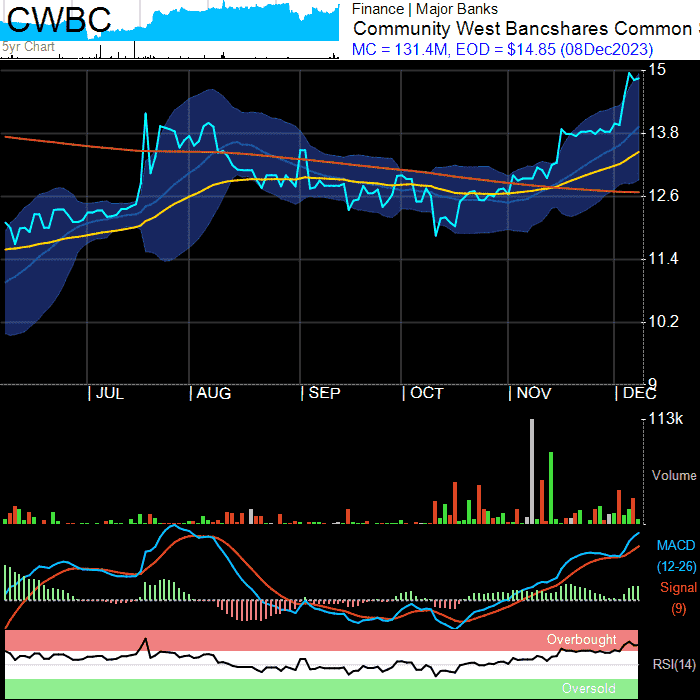 CWBC
5yr Chart
Finance | Major Banks
Community West Bancshares Common
MC = 131.4M, EOD = $14.85 (08Dec2023)
15
13.8
12.6
11.4
10.2
9
JUL AUG SEP OCT NOV DEC
113k
Volume
MACD
(12-26)
Signal
(9)
Overbought
RSI(14)
Oversold